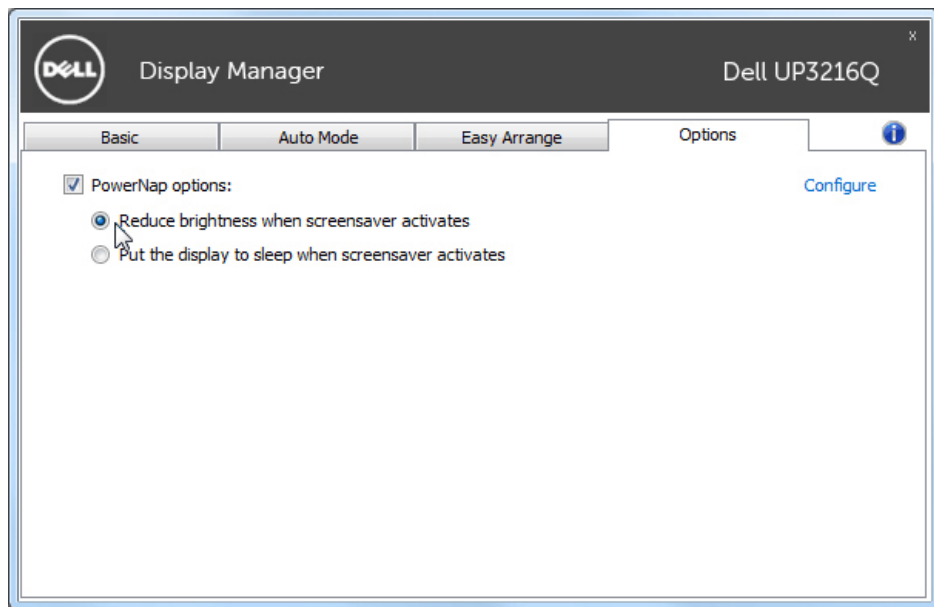 x
DELL Display Manager Dell UP3216Q
Basic Auto Mode Easy Arrange Options i
PowerNap options: Configure
Reduce brightness when screensaver activates
Put the display to sleep when screensaver activates